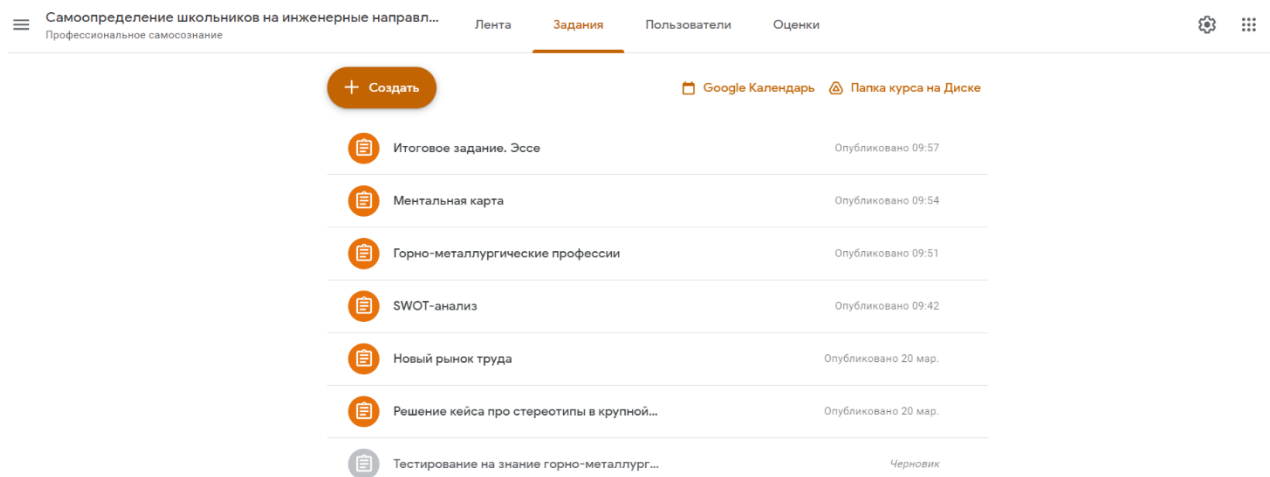 Самоопределение школьников на инженерные направл...
Профессиональное самосознание
Лента
Задания
Пользователи
Оценки
Создать
Google Календарь
Папка курса на Диске
Итоговое задание. Эссе
Опубликовано 09:57
Ментальная карта
Опубликовано 09:54
Горно-металлургические профессии
Опубликовано 09:51
SWOT-анализ
Опубликовано 09:42
Новый рынок труда
Опубликовано 20 мар.
Решение кейса про стереотипы в крупной...
Опубликовано 20 мар.
Тестирование на знание горно-металлург...
Черновик